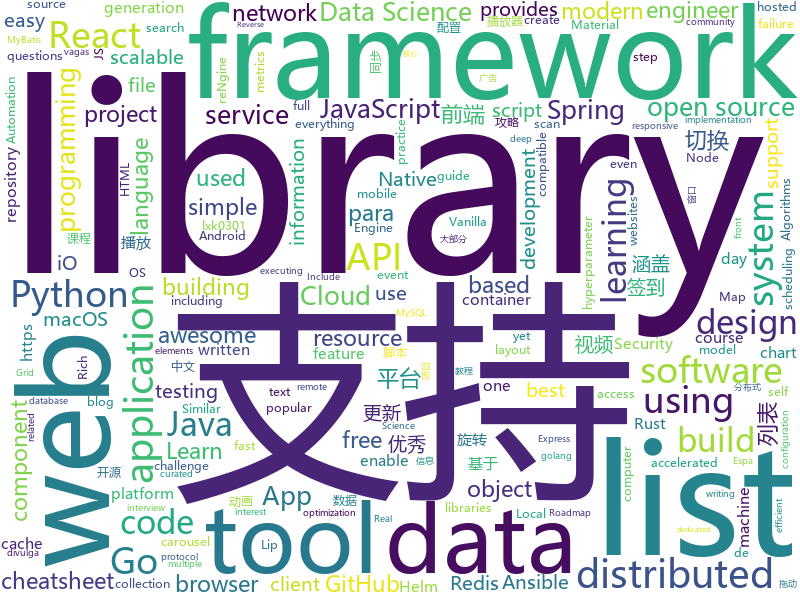 source
generation
network
Data Science
provides
modern
engineer
hosted
MyBatis
search
create
播放器
Material
failure
easy
React
framework
questions
vagas
JS
scalable
配置
同步
step
Reverse
community
核心
广告
Automation
file
reNgine
metrics
library
programming
project
service
full
everything
JavaScript
practice
前端
script
攻略
Spring
scan
compatible
open source
implementation
responsive
repository
HTML
language
used
information
Native
mobile
guide
deep
development
切换
Node
support
even
课程
播放
simple
lxk0301
Android
para
Engine
event
Vanilla
大部分
learning
口袋
websites
涵盖
签到
system
Algorithms
scheduling
front
iO
application
building
API
hyperparameter
day
OS
executing
Include
Map
Python
https
macOS
including
Cloud
use
based
container
design
web
支持
awesome
written
resource
feature
MySQL
脚本
yet
layout
视频
Security
course
model
chart
elements
中文
Rich
Grid
testing
text
popular
Similar
remote
平台
项目
教程
one
best
software
database
blog
Java
更新
access
分布式
self
related
component
Learn
free
优秀
旋转
Express
using
列表
challenge
fast
enable
基于
信息
golang
Rust
build
开源
curated
Science
computer
accelerated
Espa
platform
动画
数据
App
object
list
machine
configuration
code
tool
data
libraries
writing
efficient
interview
interest
optimization
Real
Roadmap
cache
Go
carousel
Local
protocol
multiple
dedicated
de
divulga
distributed
cheatsheet
collection
browser
Lip
client
GitHub
Helm
Redis
Ansible
拖动